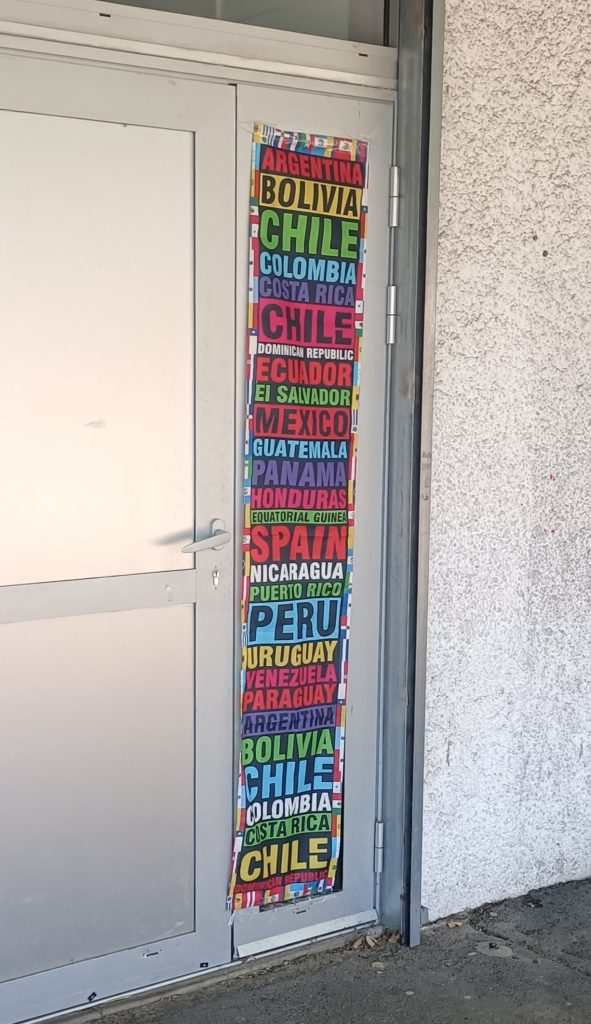 ARGENTINA
BOLIVIA
CHILE
COLOMBIA
COSTA RICA
CHILE
DOMINICAN REPUBILIC
ECUADOR
El SALVADOR
MEXICO
GUATEMALA
PANAMA
HONDURAS
EQUATORIAL GUINEA
SPAIN
NICARAGUA
PUERTO RICO
PERU
URUGUAY
VENEZUELA
PARAGUAY
ARGENTINA
BOLIVIA
CHILE
COLOMBIA
COSTA RICA
CHILE
DOMINICAN REPUBLIC